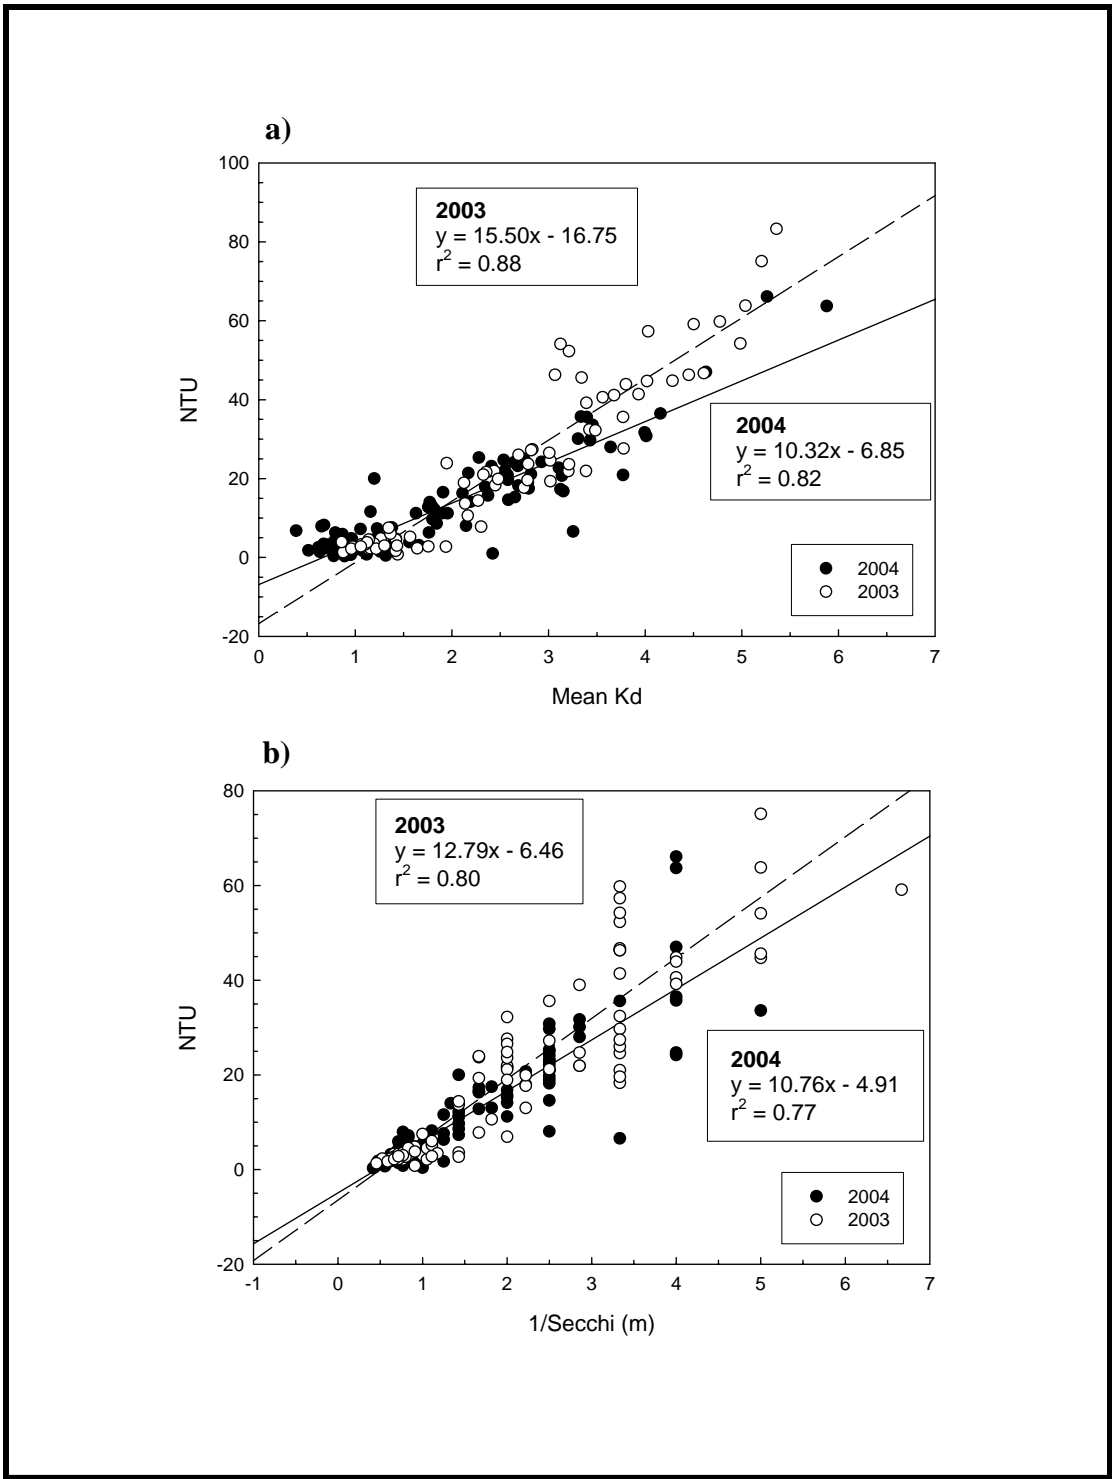 a)
100
80
60
40
20
0
-20
NTU
2003
y = 15.50x - 16.75
r² = 0.88
2004
y = 10.32x - 6.85
r² = 0.82
2004
2003
0 1 2 3 4 5 6 7
Mean Kd
b)
80
60
40
20
0
-20
NTU
2003
y = 12.79x - 6.46
r² = 0.80
2004
y = 10.76x - 4.91
r² = 0.77
2004
2003
-1 0 1 2 3 4 5 6 7
1/Secchi (m)